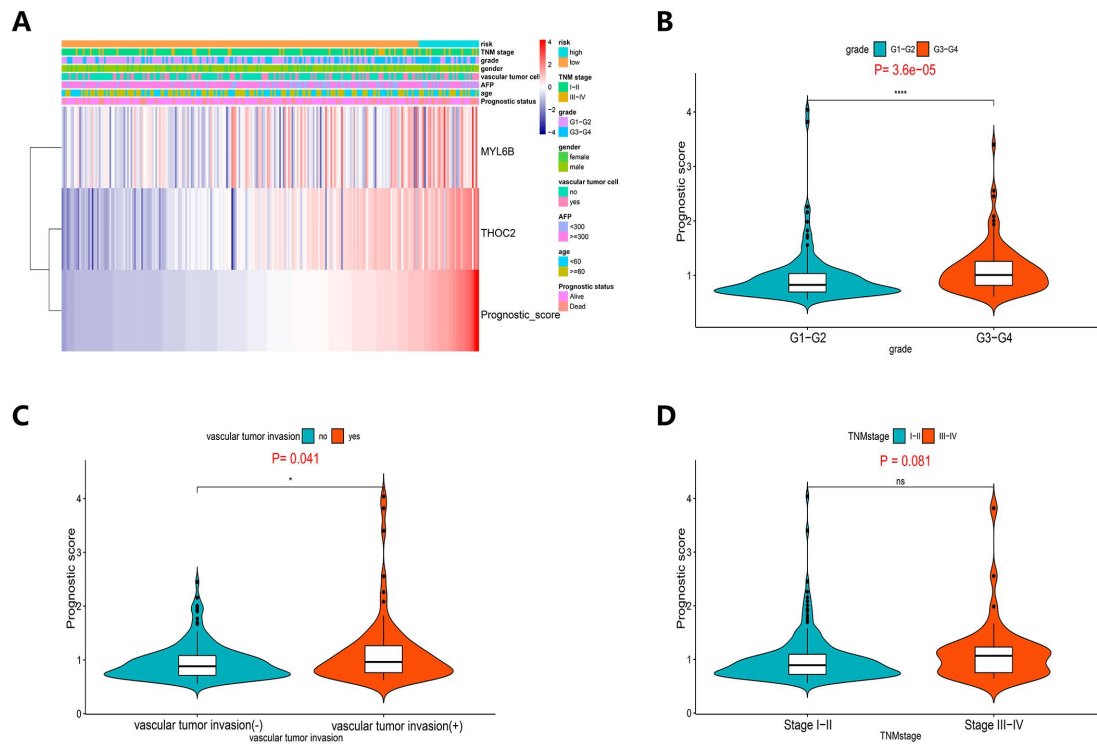 A
risk
TNM stage
grade
gender
vascular tumor cell
AFP
age
Prognostic status
MYL6B
THOC2
Prognostic_score
4
2
0
−2
−4
risk
high
low
TNM stage
I−II
III−IV
grade
G1−G2
G3−G4
gender
female
male
vascular tumor cell
no
yes
AFP
<300
>=300
age
<60
>=60
Prognostic status
Alive
Dead
B
grade G1−G2 G3−G4
P= 3.6e−05
****
Prognostic score
4
3
2
1
0
G1−G2 G3−G4
grade
C
vascular tumor invasion no yes
P= 0.041
*
Prognostic score
4
3
2
1
0
vascular tumor invasion(-) vascular tumor invasion(+)
vascular tumor invasion
D
TNMstage I−II III−IV
P = 0.081
ns
Prognostic score
4
3
2
1
0
Stage I−II Stage III−IV
TNMstage